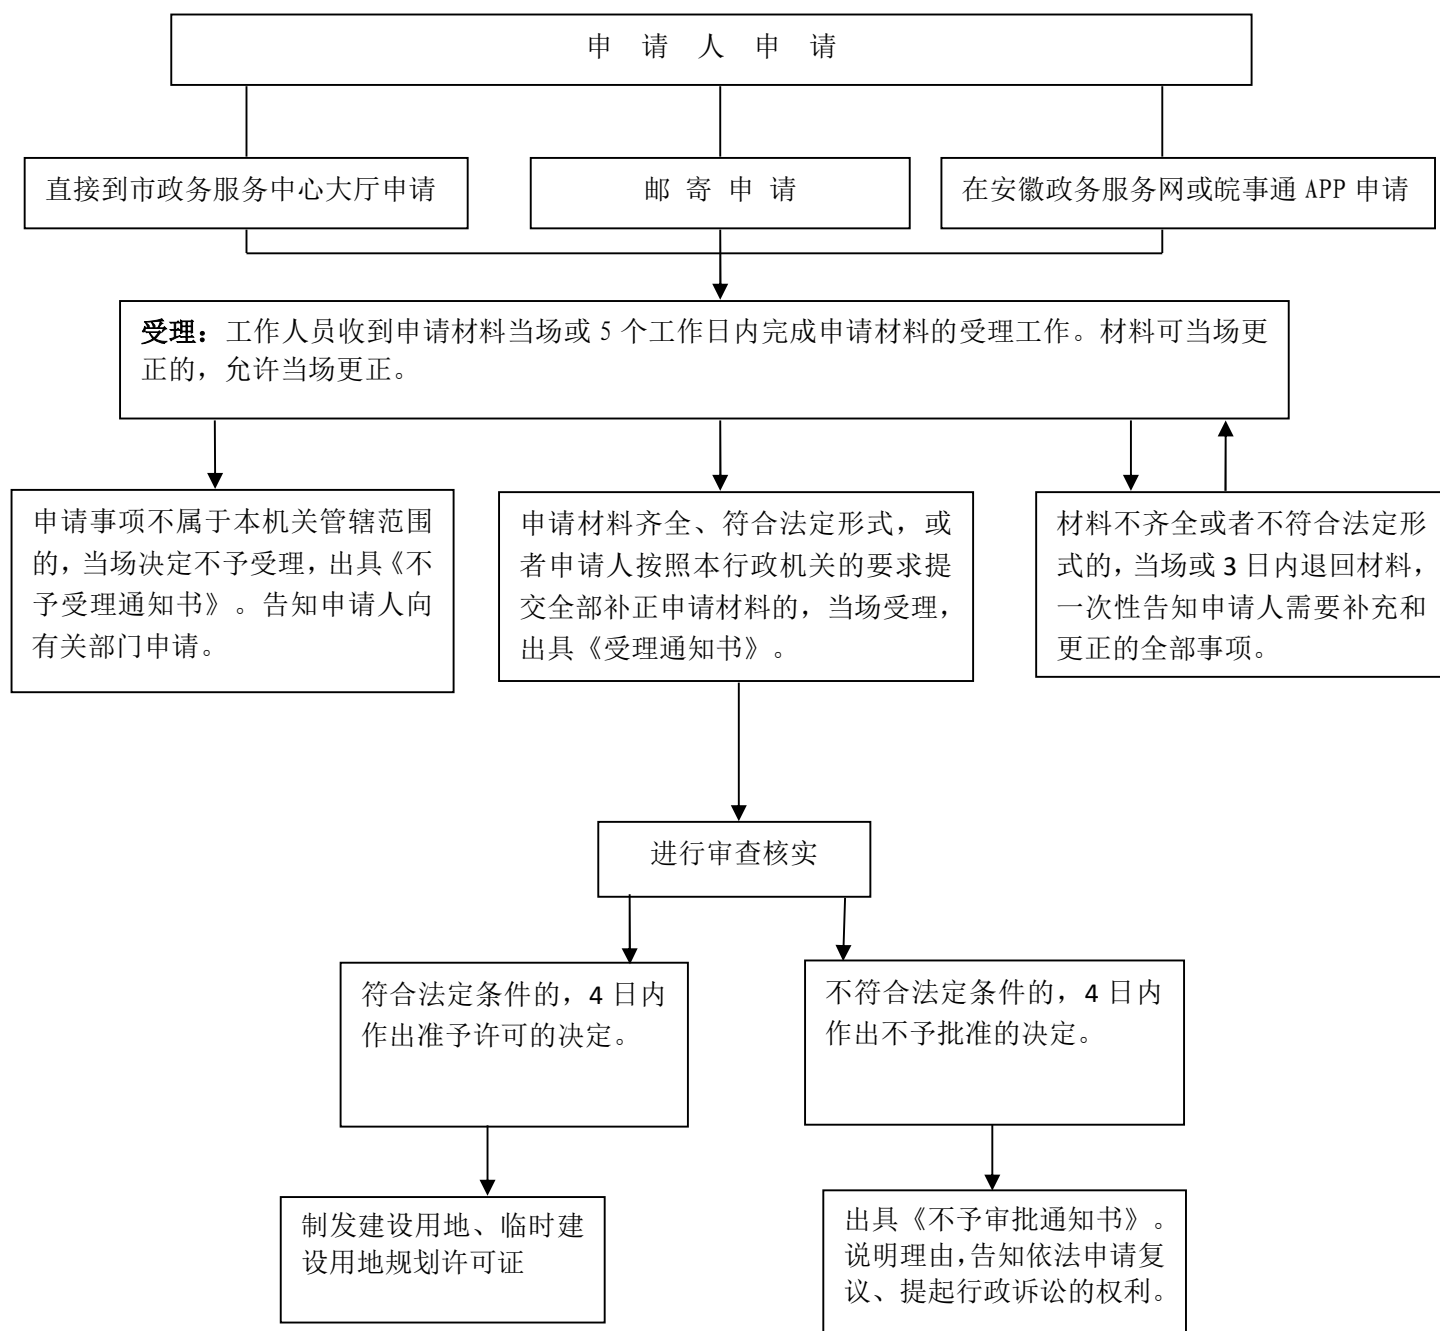 申 请 人 申 请
直接到市政务服务中心大厅申请
邮 寄 申 请
在安徽政务服务网或皖事通 APP 申请
受理：工作人员收到申请材料当场或 5 个工作日内完成申请材料的受理工作。材料可当场更
正的，允许当场更正。
申请事项不属于本机关管辖范围
的，当场决定不予受理，出具《不
予受理通知书》。告知申请人向
有关部门申请。
申请材料齐全、符合法定形式，或
者申请人按照本行政机关的要求提
交全部补正申请材料的，当场受理，
出具《受理通知书》。
材料不齐全或者不符合法定形
式的，当场或 3 日内退回材料，
一次性告知申请人需要补充和
更正的全部事项。
进行审查核实
符合法定条件的，4 日内
作出准予许可的决定。
不符合法定条件的，4 日内
作出不予批准的决定。
制发建设用地、临时建
设用地规划许可证
出具《不予审批通知书》。
说明理由，告知依法申请复
议、提起行政诉讼的权利。